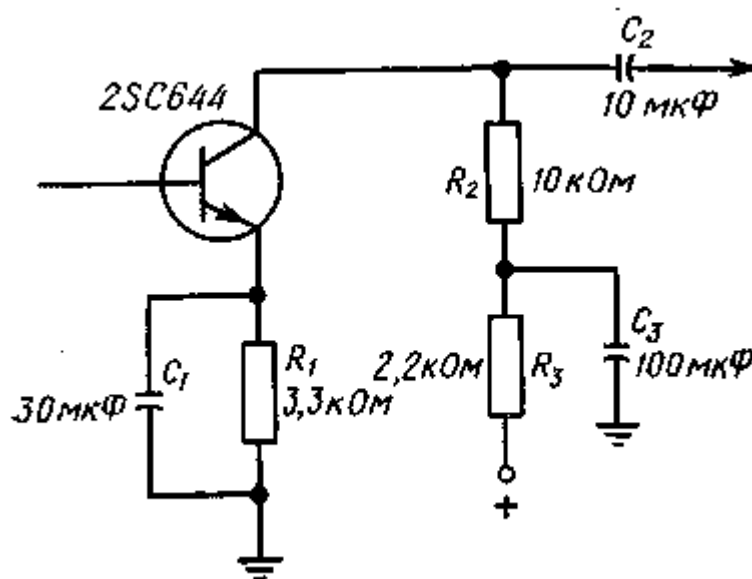 C₂
2SC644
10 мкФ
R₂ 10 кОм
C₁
30 мкФ
R₁
3,3 кОм
2,2 кОм R₃
C₃
100 мкФ
+